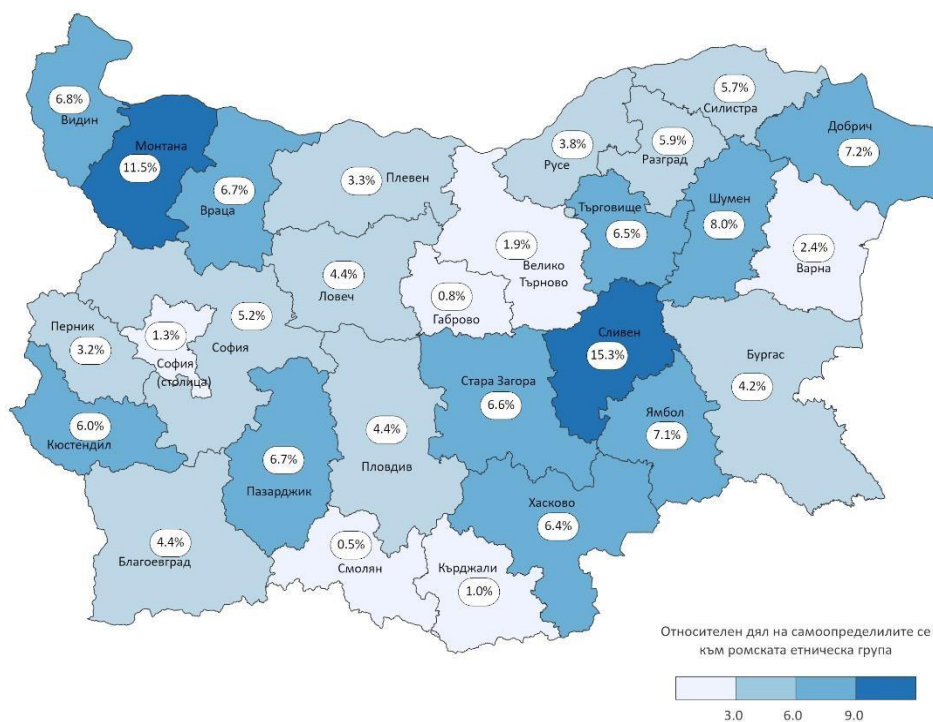 6.8%
Видин
Монтана
11.5%
6.7%
Враца
3.3%
Плевен
3.8%
Русе
5.9%
Разград
5.7%
Силистра
Добрич
7.2%
Шумен
8.0%
2.4%
Варна
Търговище
6.5%
1.9%
Велико
Търново
0.8%
Габрово
4.4%
Ловеч
5.2%
София
1.3%
София
(столица)
Перник
3.2%
6.0%
Кюстендил
4.4%
Благоевград
6.7%
Пазарджик
4.4%
Пловдив
0.5%
Смолян
Кърджали
1.0%
Стара Загора
6.6%
Сливен
15.3%
Бургас
4.2%
Ямбол
7.1%
Хасково
6.4%
Относителен дял на самоопределилите се
към ромската етническа група
3.0 6.0 9.0